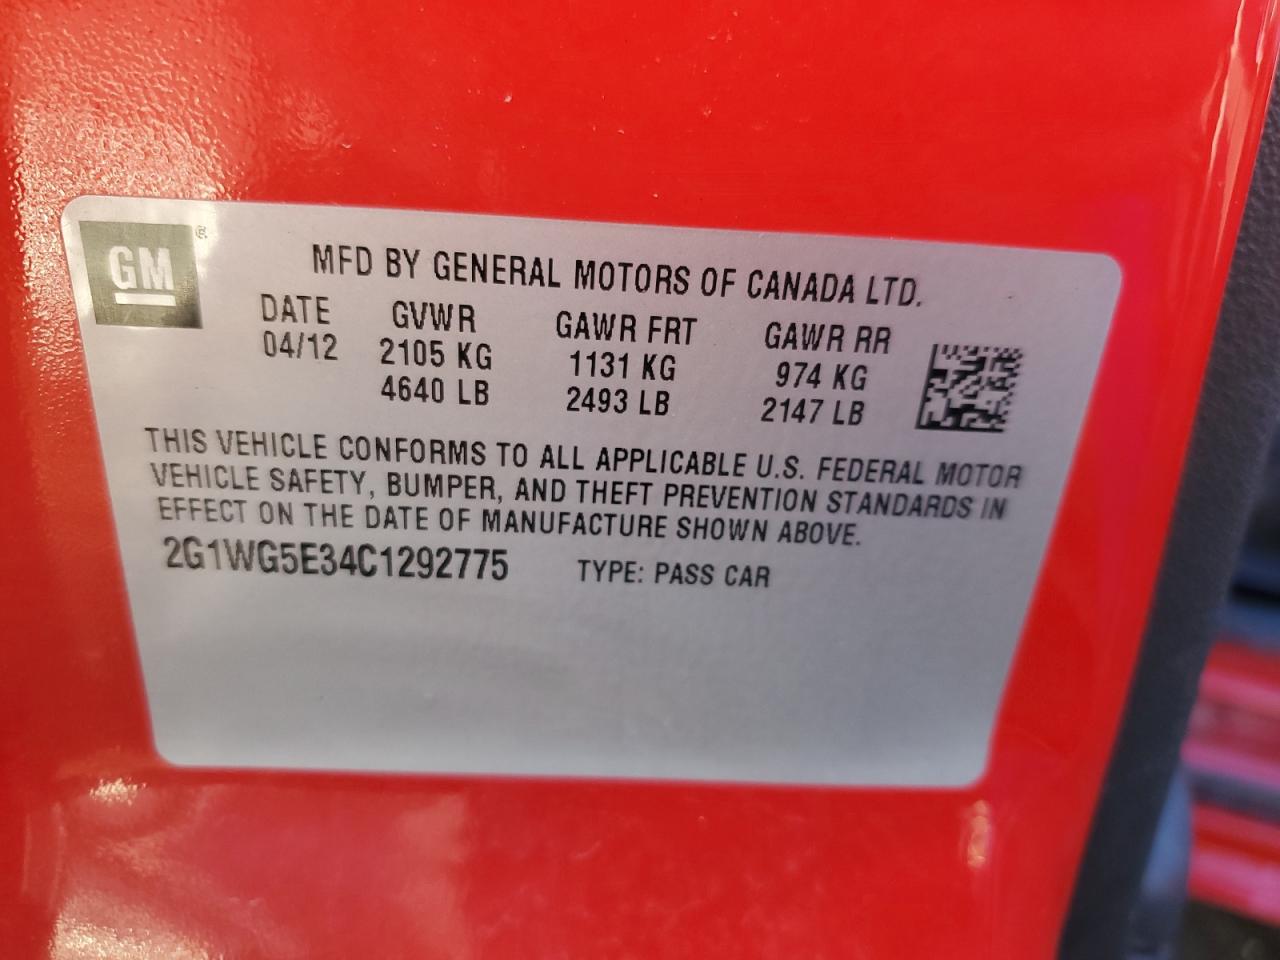 GM
MFD BY GENERAL MOTORS OF CANADA LTD.
DATE GVWR GAWR FRT GAWR RR
04/12 2105 KG 1131 KG 974 KG
4640 LB 2493 LB 2147 LB
THIS VEHICLE CONFORMS TO ALL APPLICABLE U.S. FEDERAL MOTOR
VEHICLE SAFETY, BUMPER, AND THEFT PREVENTION STANDARDS IN
EFFECT ON THE DATE OF MANUFACTURE SHOWN ABOVE.
2G1WG5E34C1292775 TYPE: PASS CAR